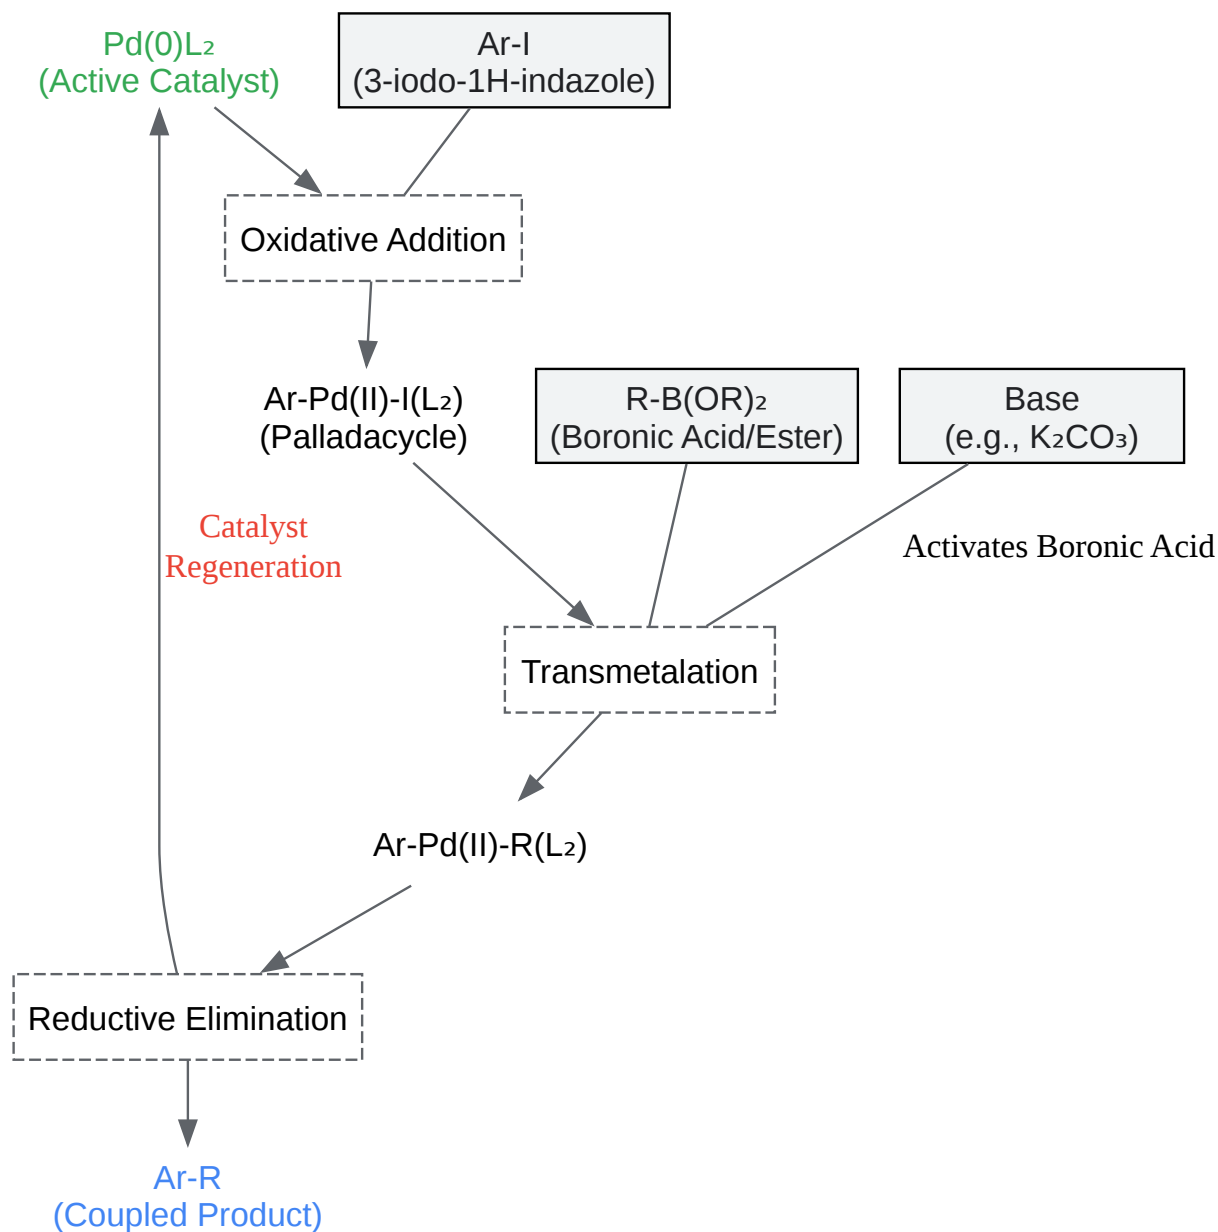 Pd(0)L₂
(Active Catalyst)
Ar-I
(3-iodo-1H-indazole)
Oxidative Addition
Ar-Pd(II)-I(L₂)
(Palladacycle)
R-B(OR)₂
(Boronic Acid/Ester)
Base
(e.g., K₂CO₃)
Catalyst
Regeneration
Activates Boronic Acid
Transmetalation
Ar-Pd(II)-R(L₂)
Reductive Elimination
Ar-R
(Coupled Product)